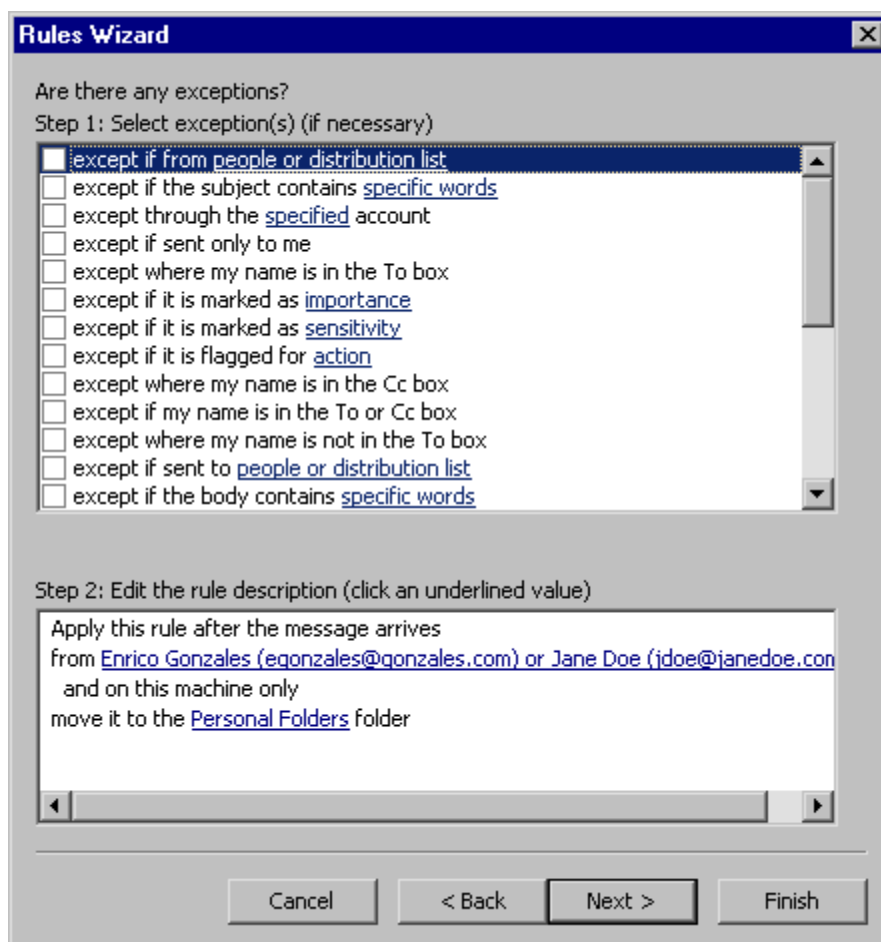 Rules Wizard
Are there any exceptions?
Step 1: Select exception(s) (if necessary)
except if from people or distribution list
except if the subject contains specific words
except through the specified account
except if sent only to me
except where my name is in the To box
except if it is marked as importance
except if it is marked as sensitivity
except if it is flagged for action
except where my name is in the Cc box
except if my name is in the To or Cc box
except where my name is not in the To box
except if sent to people or distribution list
except if the body contains specific words
Step 2: Edit the rule description (click an underlined value)
Apply this rule after the message arrives
from Enrico Gonzales (egonzales@gonzales.com) or Jane Doe (jdoe@janedoe.com
and on this machine only
move it to the Personal Folders folder
Cancel
< Back
Next >
Finish